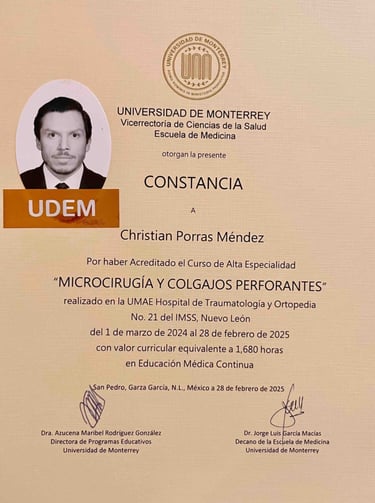 UNIVERSIDAD DE MONTERREY
UNIVERSIDAD DE MONTERREY
Vicerrectoría de Ciencias de la Salud
Escuela de Medicina
otorgan la presente
CONSTANCIA
UDEM
A
Christian Porras Méndez
Por haber Acreditado el Curso de Alta Especialidad
“MICROCIRUGÍA Y COLGAJOS PERFORANTES”
realizado en la UMAE Hospital de Traumatología y Ortopedia
No. 21 del IMSS, Nuevo León
del 1 de marzo de 2024 al 28 de febrero de 2025
con valor curricular equivalente a 1,680 horas
en Educación Médica Continua
San Pedro, Garza García, N.L., México a 28 de febrero de 2025
Dra. Azucena Maribel Rodríguez González
Directora de Programas Educativos
Universidad de Monterrey
Dr. Jorge Luis García Macías
Decano de la Escuela de Medicina
Universidad de Monterrey